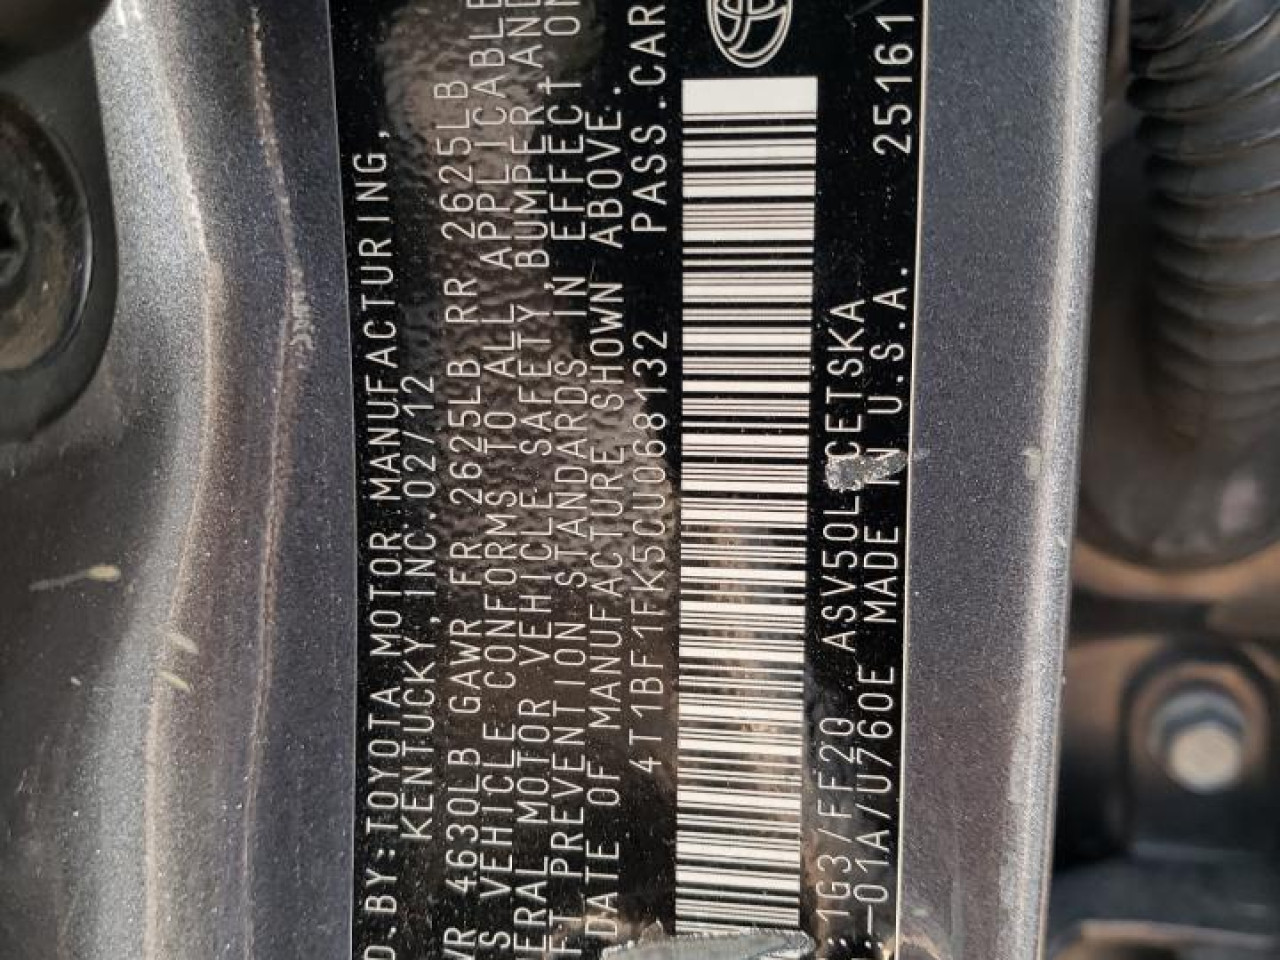 D.BY:TOYOTA MOTOR MANUFACTURING,
KENTUCKY,INC. 02/12
VR 4630LB GAWR FR 2625LB RR 2625LB
S VEHICLE CONFORMS TO ALL APPLICABLE
ERAL MOTOR VEHICLE SAFETY,BUMPER AND
FT PREVENTION STANDARDS IN EFFECT ON
DATE OF MANUFACTURE SHOWN ABOVE.
4T1BF1FK5CU068132 PASS.CAR
:1G3/FF20 ASV50L-CETSKA
-01A/U760E MADE IN U.S.A. 25161